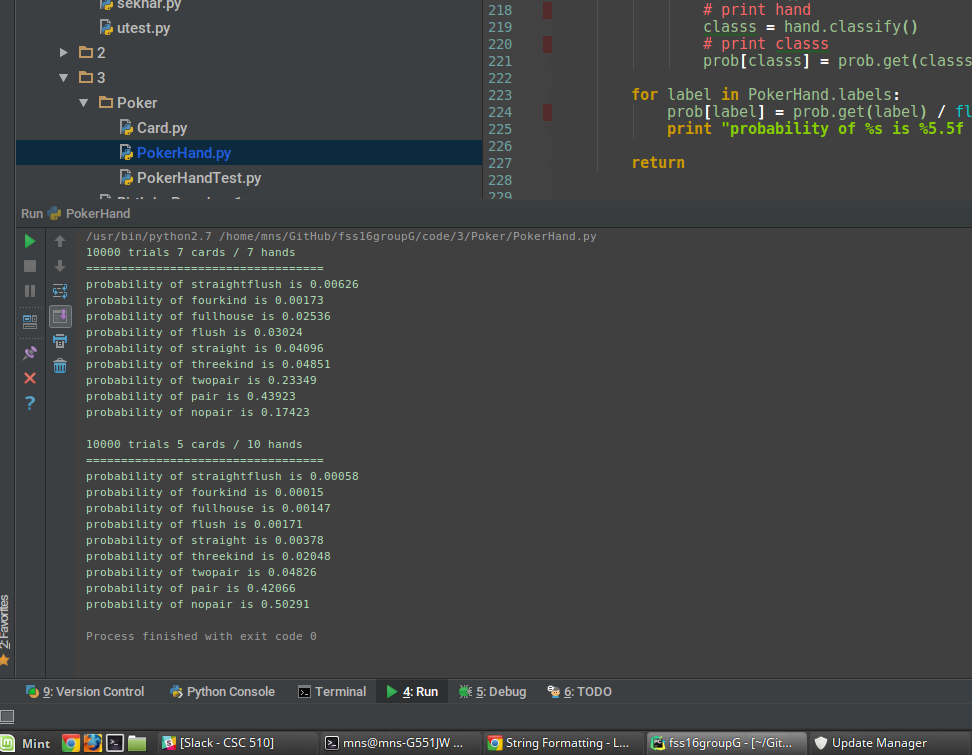 seknar.py
utest.py
2
3
Poker
Card.py
PokerHand.py
PokerHandTest.py
218 # print hand
219 classs = hand.classify()
220 # print classs
221 prob[classs] = prob.get(classs
222
223 for label in PokerHand.labels:
224 prob[label] = prob.get(label) / fl
225 print "probability of %s is %5.5f
226
227 return
228
229
Run PokerHand
/usr/bin/python2.7 /home/mns/GitHub/fss16groupG/code/3/Poker/PokerHand.py
10000 trials 7 cards / 7 hands
==================================
probability of straightflush is 0.00626
probability of fourkind is 0.00173
probability of fullhouse is 0.02536
probability of flush is 0.03024
probability of straight is 0.04096
probability of threekind is 0.04851
probability of twopair is 0.23349
probability of pair is 0.43923
probability of nopair is 0.17423
10000 trials 5 cards / 10 hands
==================================
probability of straightflush is 0.00058
probability of fourkind is 0.00015
probability of fullhouse is 0.00147
probability of flush is 0.00171
probability of straight is 0.00378
probability of threekind is 0.02048
probability of twopair is 0.04826
probability of pair is 0.42066
probability of nopair is 0.50291
Process finished with exit code 0
2: Favorites
9: Version Control Python Console Terminal 4: Run 5: Debug 6: TODO
Mint [Slack - CSC 510] mns@mns-G551JW ... String Formatting - L... fss16groupG - [~/Git... Update Manager